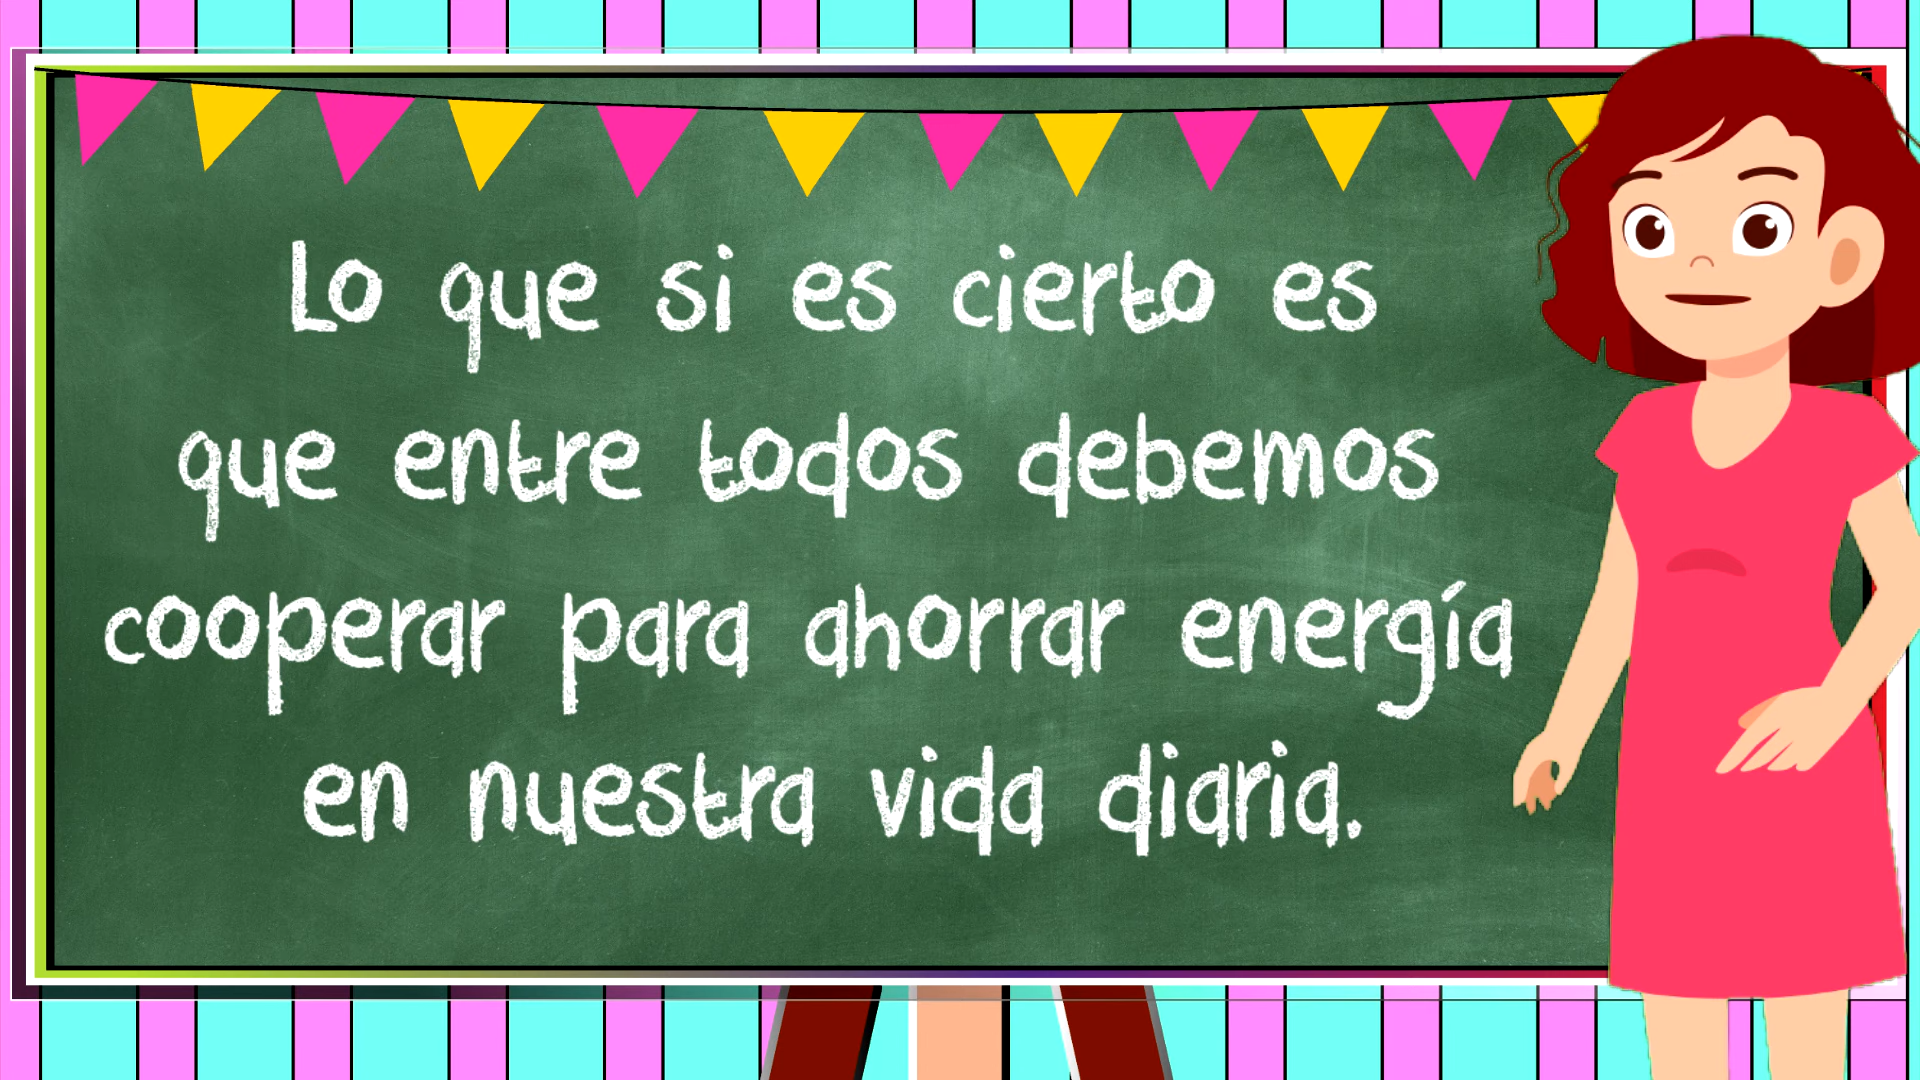 Lo que si es cierto es
que entre todos debemos
cooperar para ahorrar energía
en nuestra vida diaria.